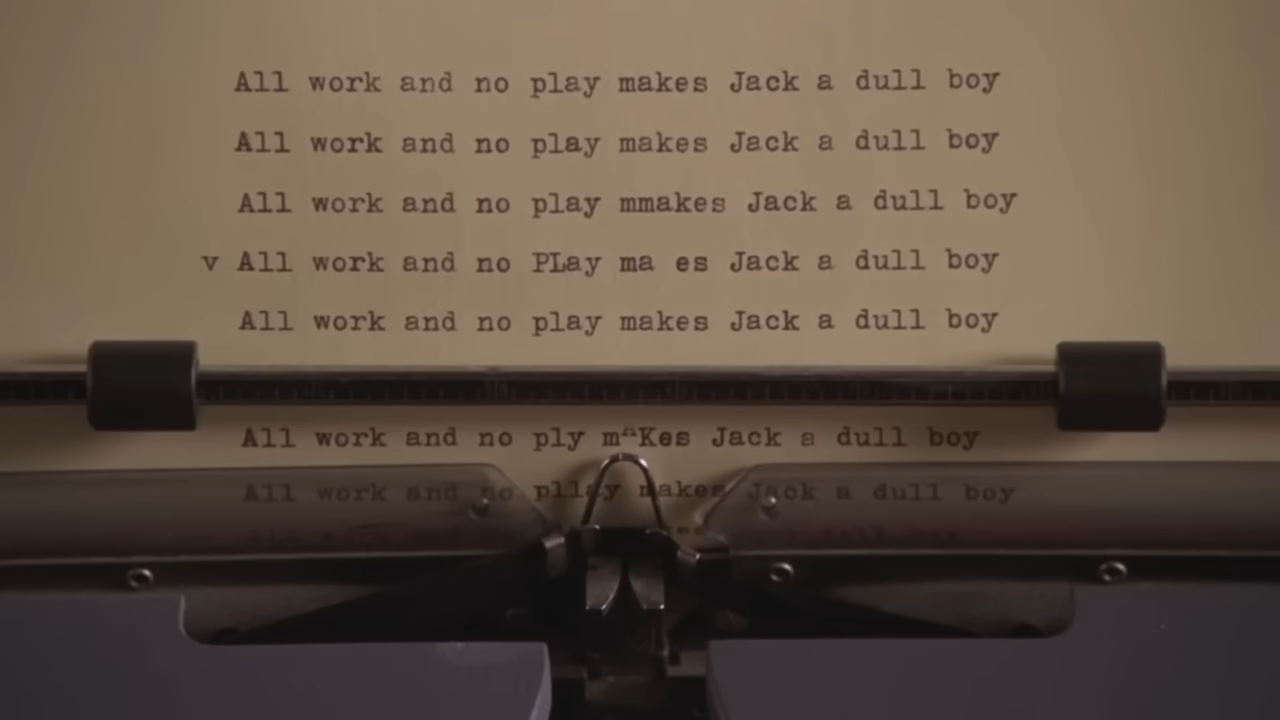 All work and no play makes Jack a dull boy
All work and no play makes Jack a dull boy
All work and no play mmakes Jack a dull boy
v All work and no PLay ma es Jack a dull boy
All work and no play makes Jack a dull boy
All work and no ply m^Kes Jack a dull boy
All work and no pllay makes Jack a dull boy